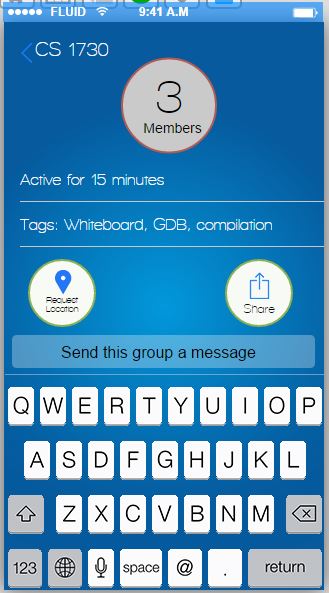 FLUID 9:41 A.M
CS 1730
3
Members
Active for 15 minutes
Tags: Whiteboard, GDB, compilation
Request
Location
Share
Send this group a message
Q W E R T Y U I O P
A S D F G H J K L
Z X C V B N M
123 space @ . return